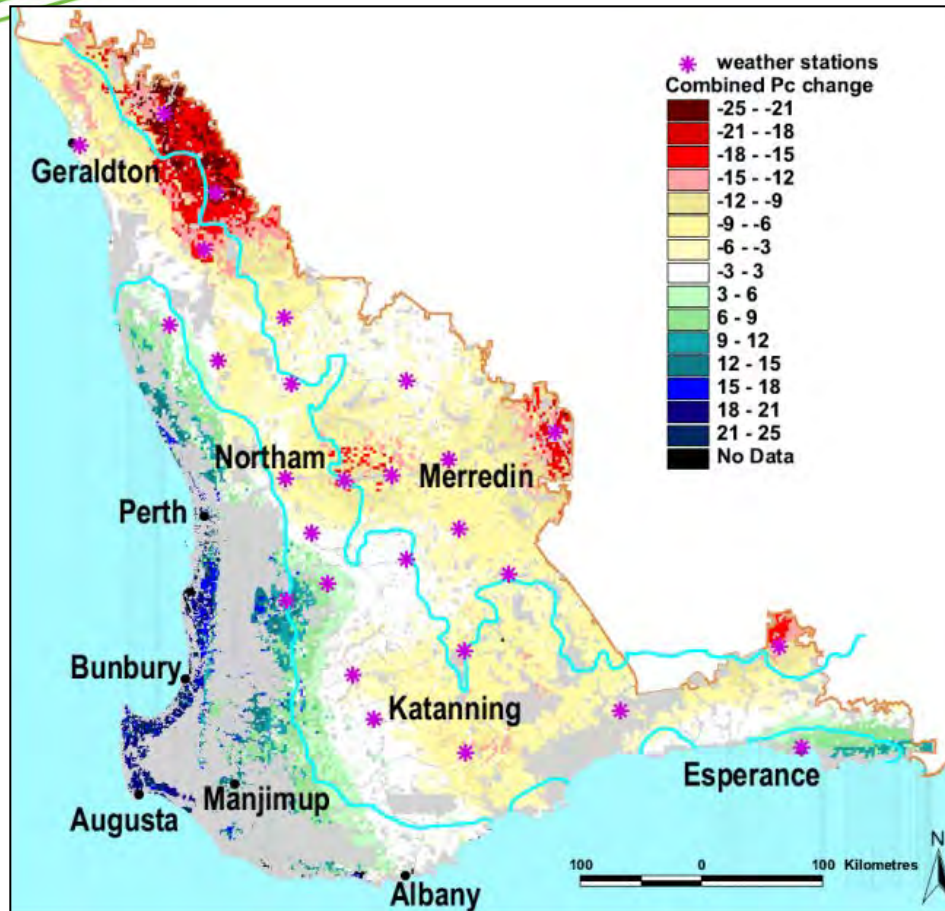 weather stations
Combined Pc change
-25 - -21
-21 - -18
-18 - -15
-15 - -12
-12 - -9
-9 - -6
-6 - -3
-3 - 3
3 - 6
6 - 9
9 - 12
12 - 15
15 - 18
18 - 21
21 - 25
No Data
Geraldton
Northam
Merredin
Perth
Bunbury
Katanning
Esperance
Manjimup
Augusta
Albany
N
100 0 100 Kilometres